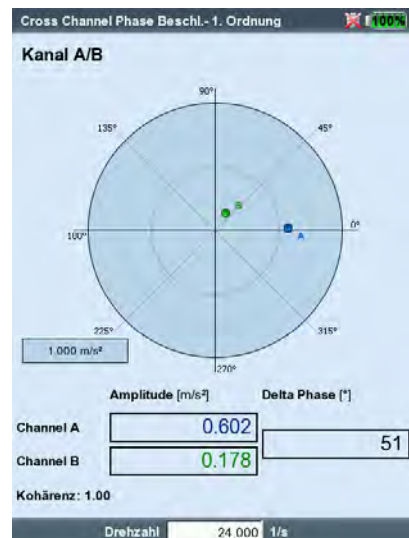 Cross Channel Phase Beschl.- 1. Ordnung 100%
Kanal A/B
90°
135° 45°
B
A
180° 0°
225° 315°
1.000 m/s²
270°
Amplitude [m/s²] Delta Phase [°]
Channel A 0.602
51
Channel B 0.178
Kohärenz: 1.00
Drehzahl 24.000 1/s